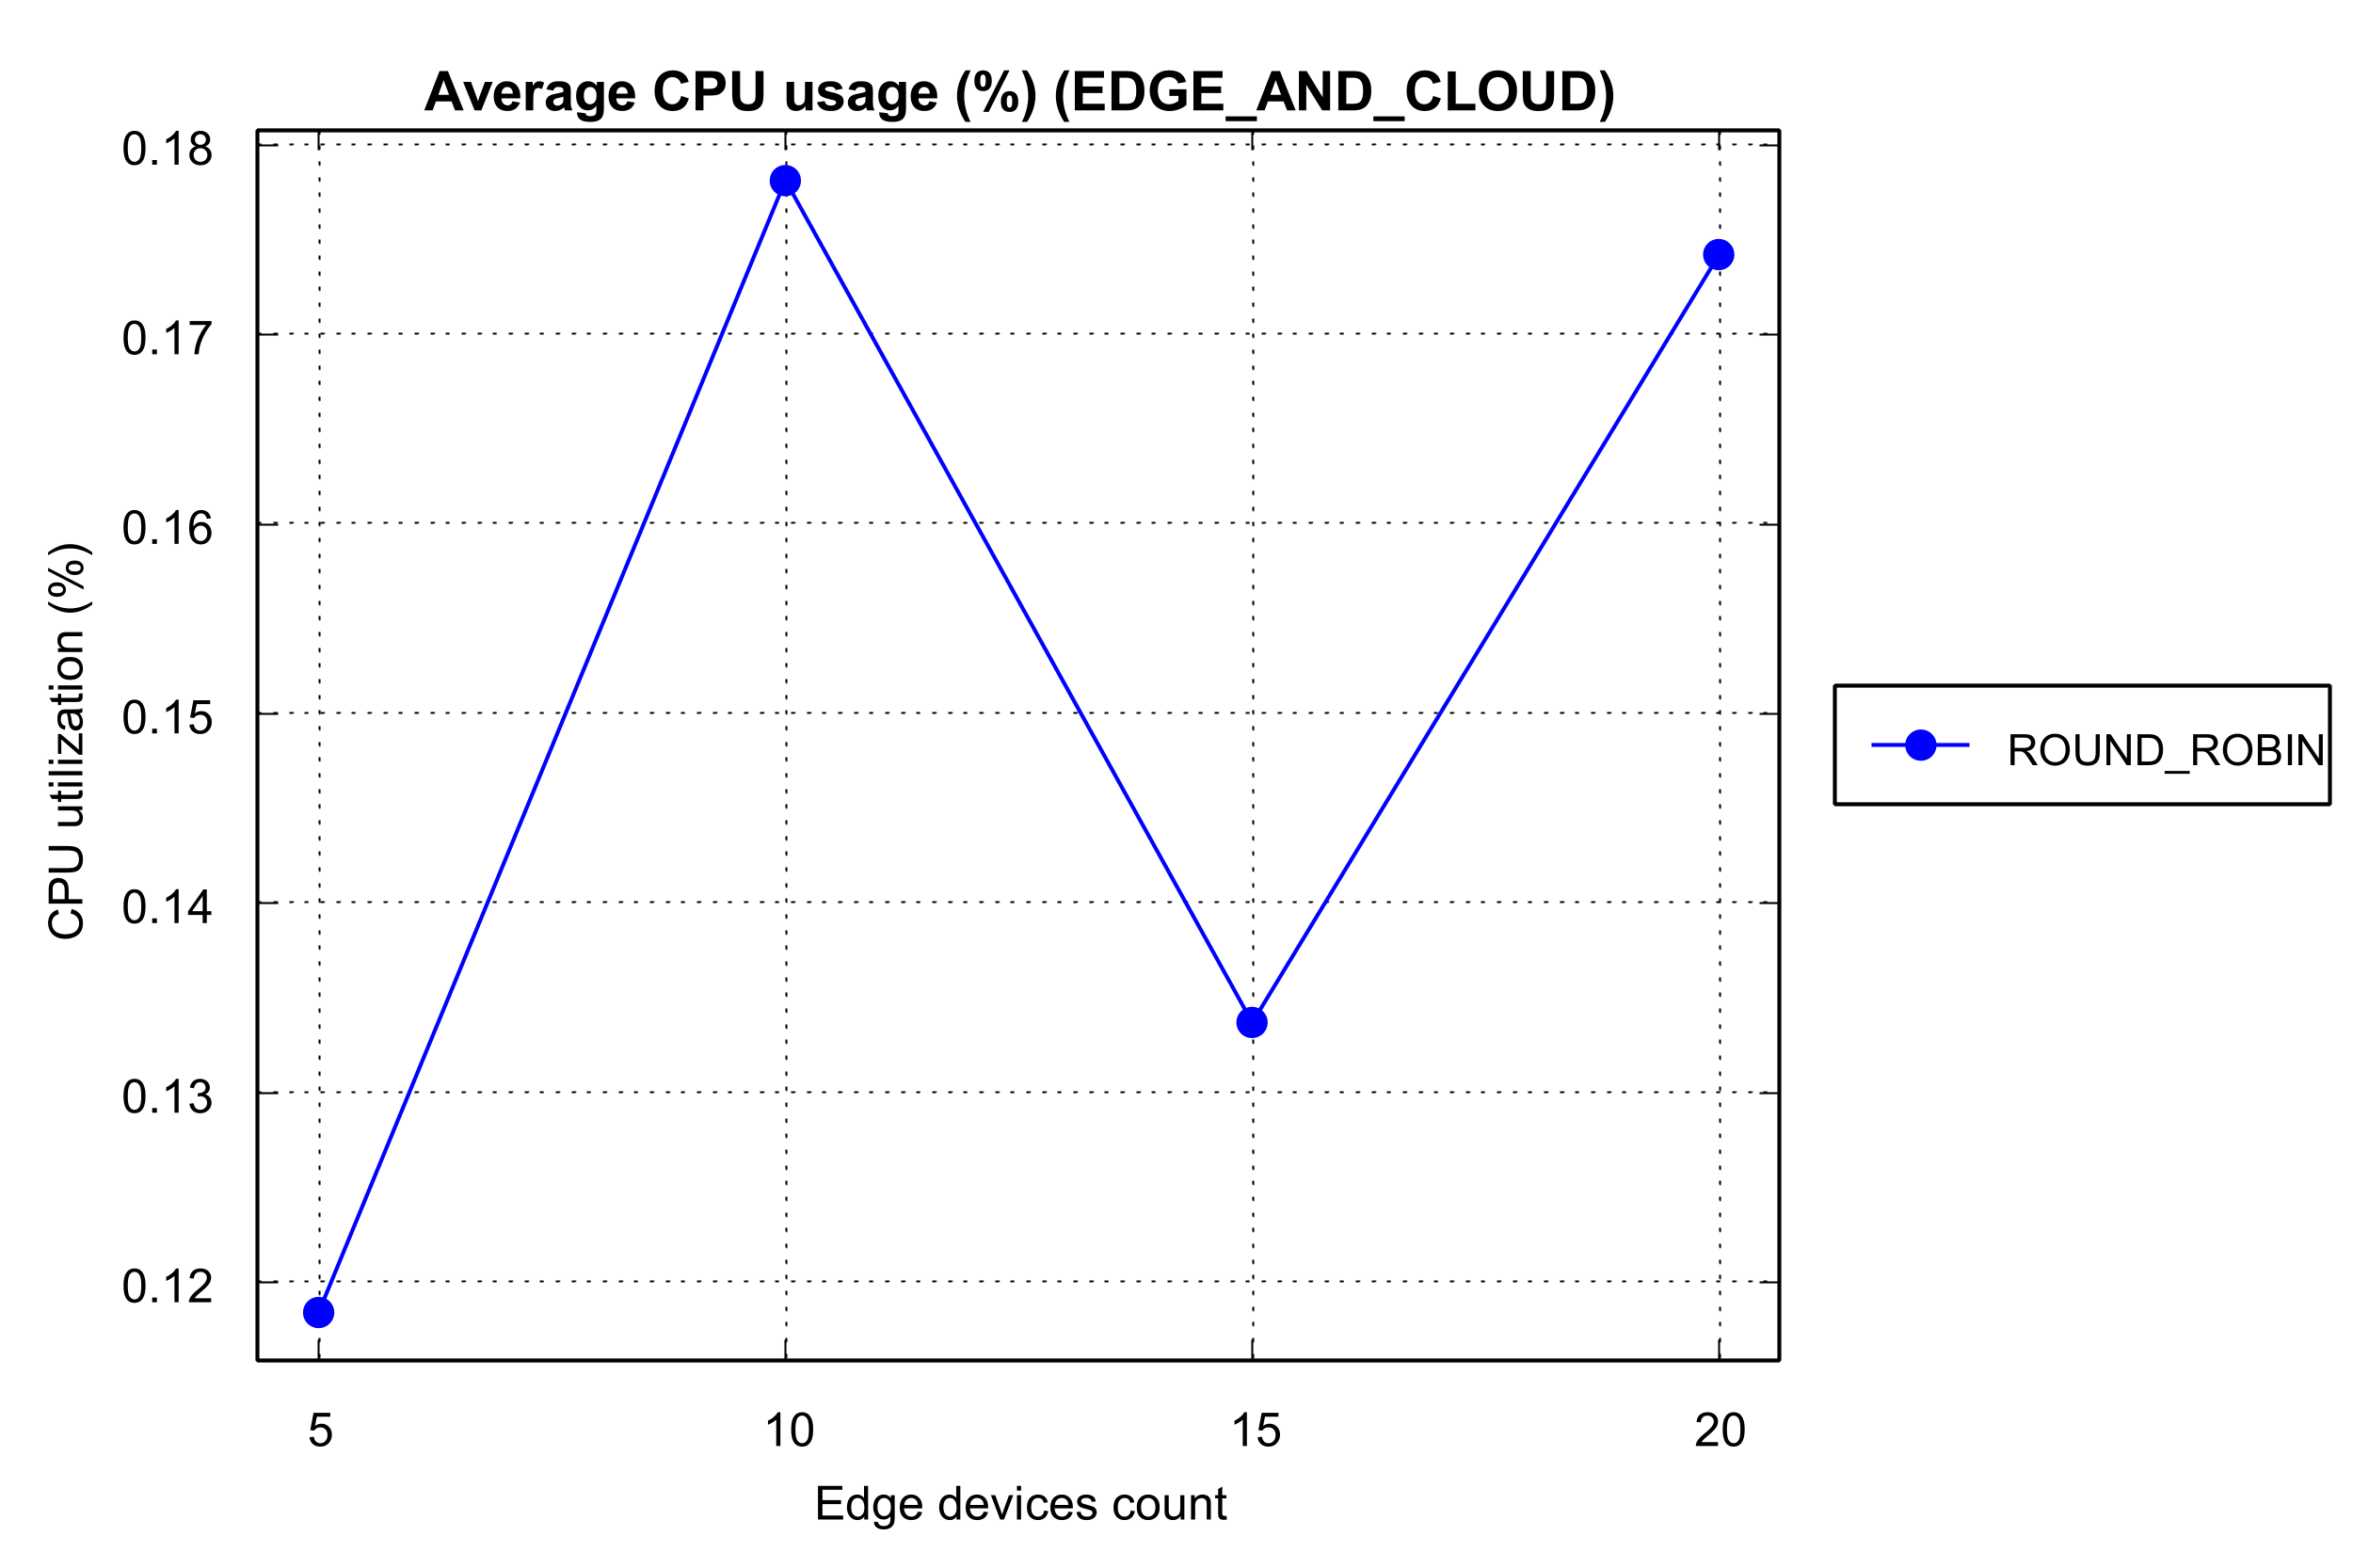 Average CPU usage (%) (EDGE_AND_CLOUD)
0.18
0.17
0.16
0.15
0.14
0.13
0.12
CPU utilization (%)
5 10 15 20
Edge devices count
ROUND_ROBIN